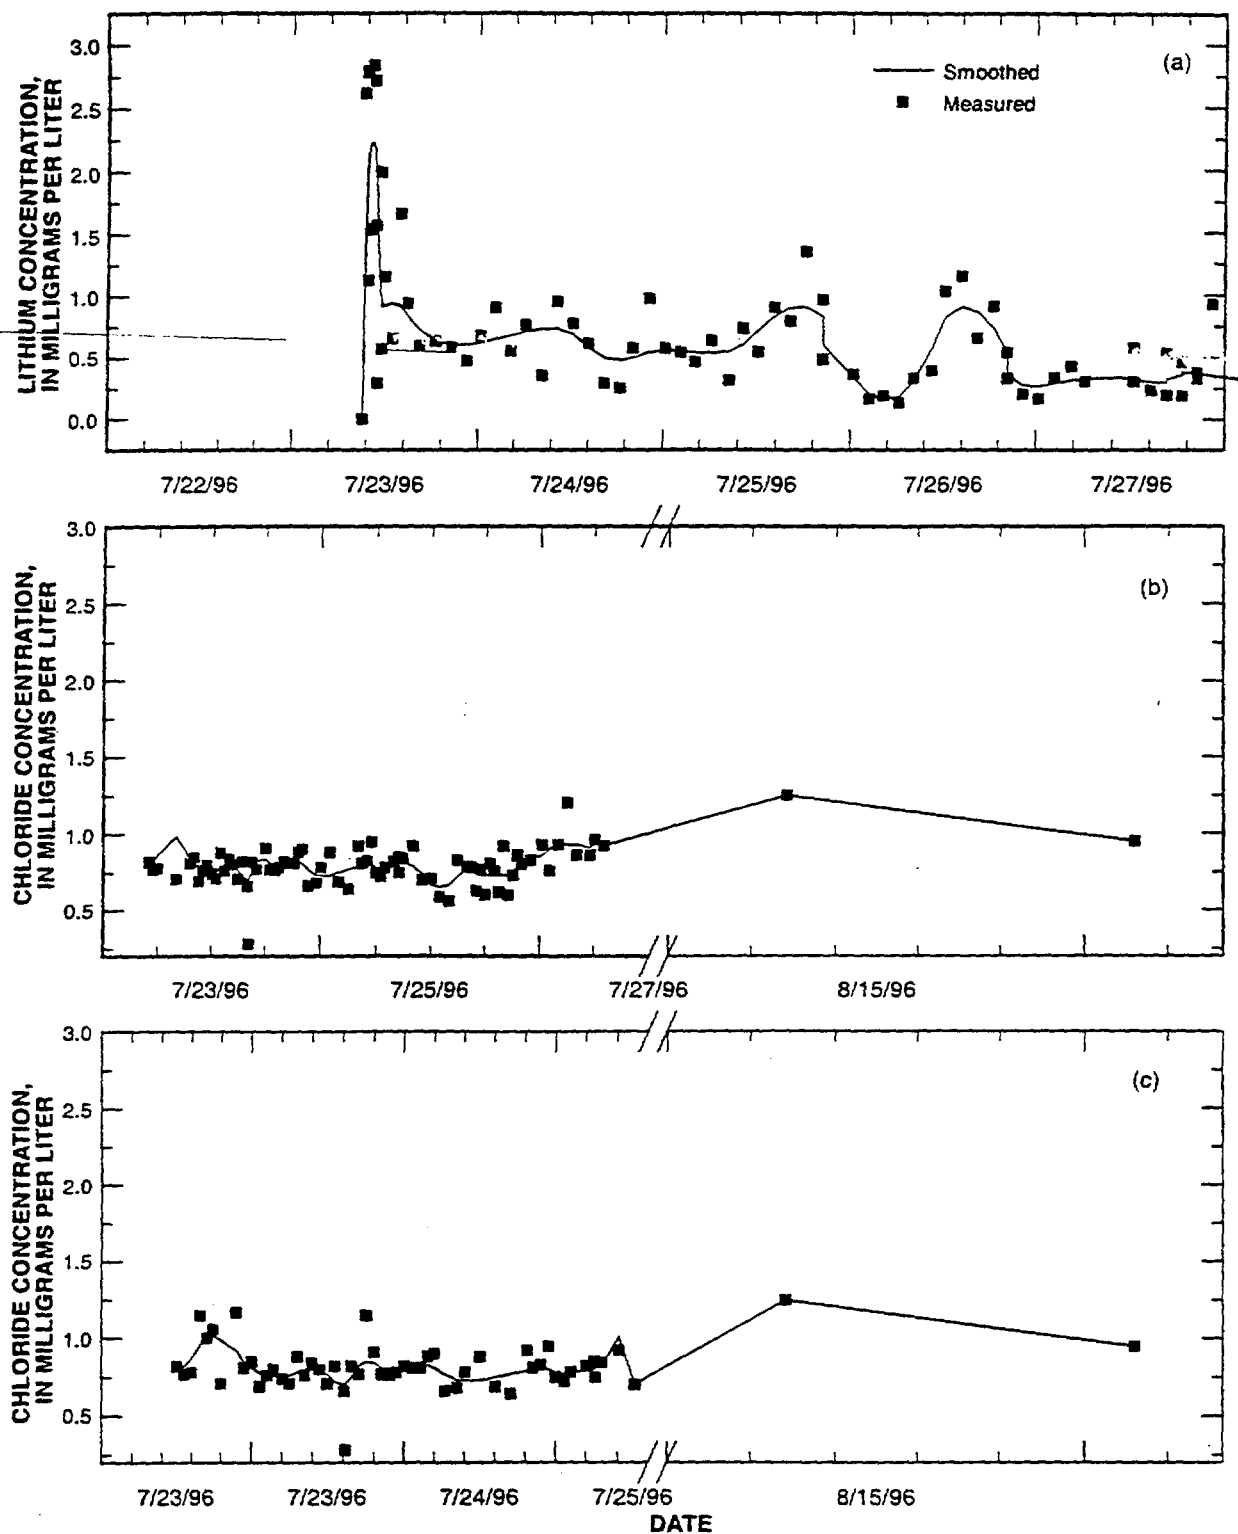 LITHIUM CONCENTRATION,
IN MILLIGRAMS PER LITER
3.0
2.5
2.0
1.5
1.0
0.5
0.0
(a)
Smoothed
Measured
7/22/96 7/23/96 7/24/96 7/25/96 7/26/96 7/27/96
CHLORIDE CONCENTRATION,
IN MILLIGRAMS PER LITER
3.0
2.5
2.0
1.5
1.0
0.5
(b)
7/23/96 7/25/96 7/27/96 8/15/96
CHLORIDE CONCENTRATION,
IN MILLIGRAMS PER LITER
3.0
2.5
2.0
1.5
1.0
0.5
(c)
7/23/96 7/23/96 7/24/96 7/25/96 8/15/96
DATE